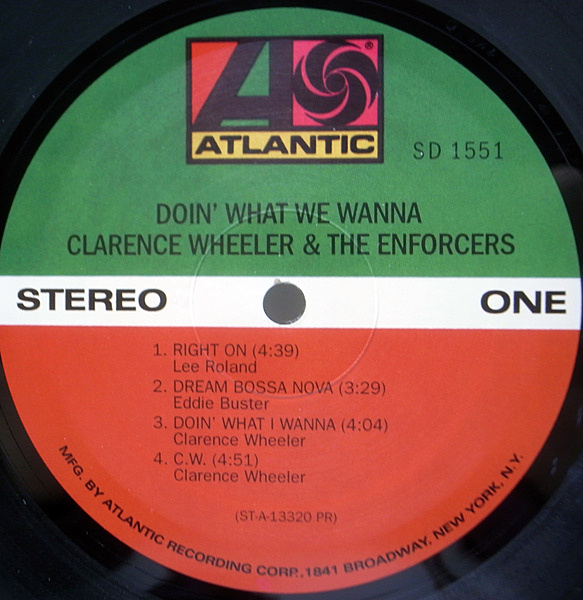 ATLANTIC
®
SD 1551
DOIN' WHAT WE WANNA
CLARENCE WHEELER & THE ENFORCERS
STEREO
ONE
1. RIGHT ON (4:39)
Lee Roland
2. DREAM BOSSA NOVA (3:29)
Eddie Buster
3. DOIN' WHAT I WANNA (4:04)
Clarence Wheeler
4. C.W. (4:51)
Clarence Wheeler
(ST-A-13320 PR)
MFG. BY ATLANTIC RECORDING CORP., 1841 BROADWAY, NEW YORK, N.Y.